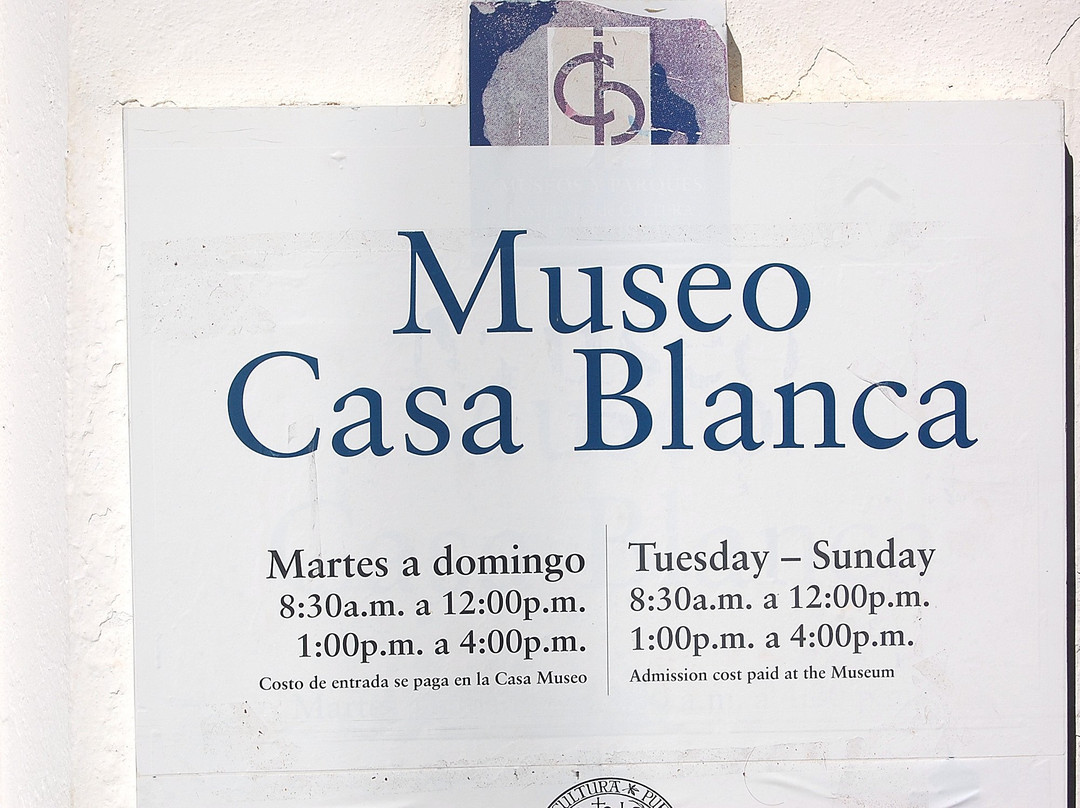 Museo
Casa Blanca
Martes a domingo
8:30a.m. a 12:00p.m.
1:00p.m. a 4:00p.m.
Costo de entrada se paga en la Casa Museo
Tuesday – Sunday
8:30a.m. a 12:00p.m.
1:00p.m. a 4:00p.m.
Admission cost paid at the Museum